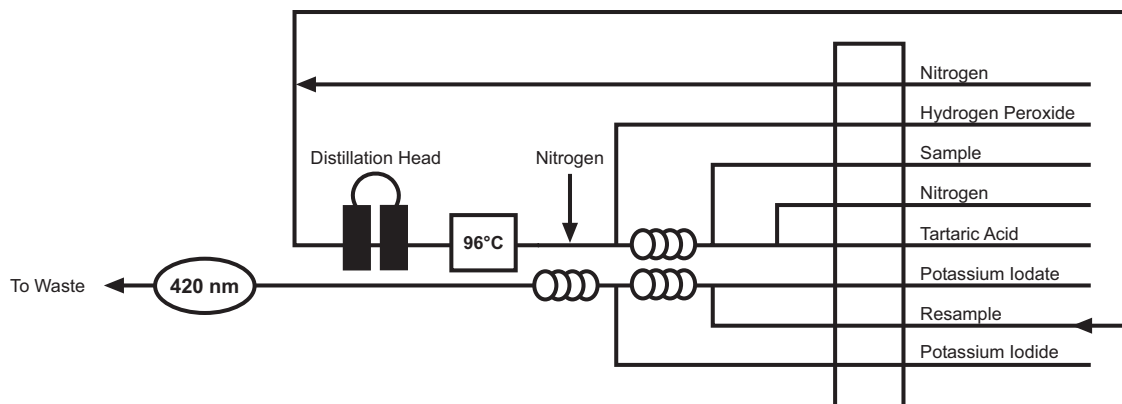 Nitrogen
Hydrogen Peroxide
Distillation Head
Nitrogen
Sample
Nitrogen
96°C
Tartaric Acid
To Waste
420 nm
Potassium Iodate
Resample
Potassium Iodide